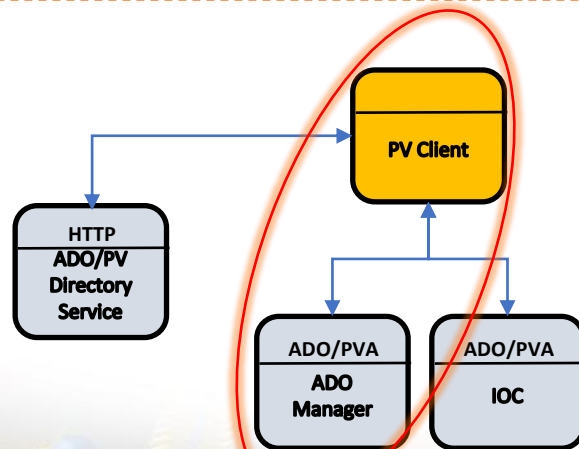 PV Client
HTTP
ADO/PV
Directory
Service
ADO/PVA
ADO
Manager
ADO/PVA
IOC